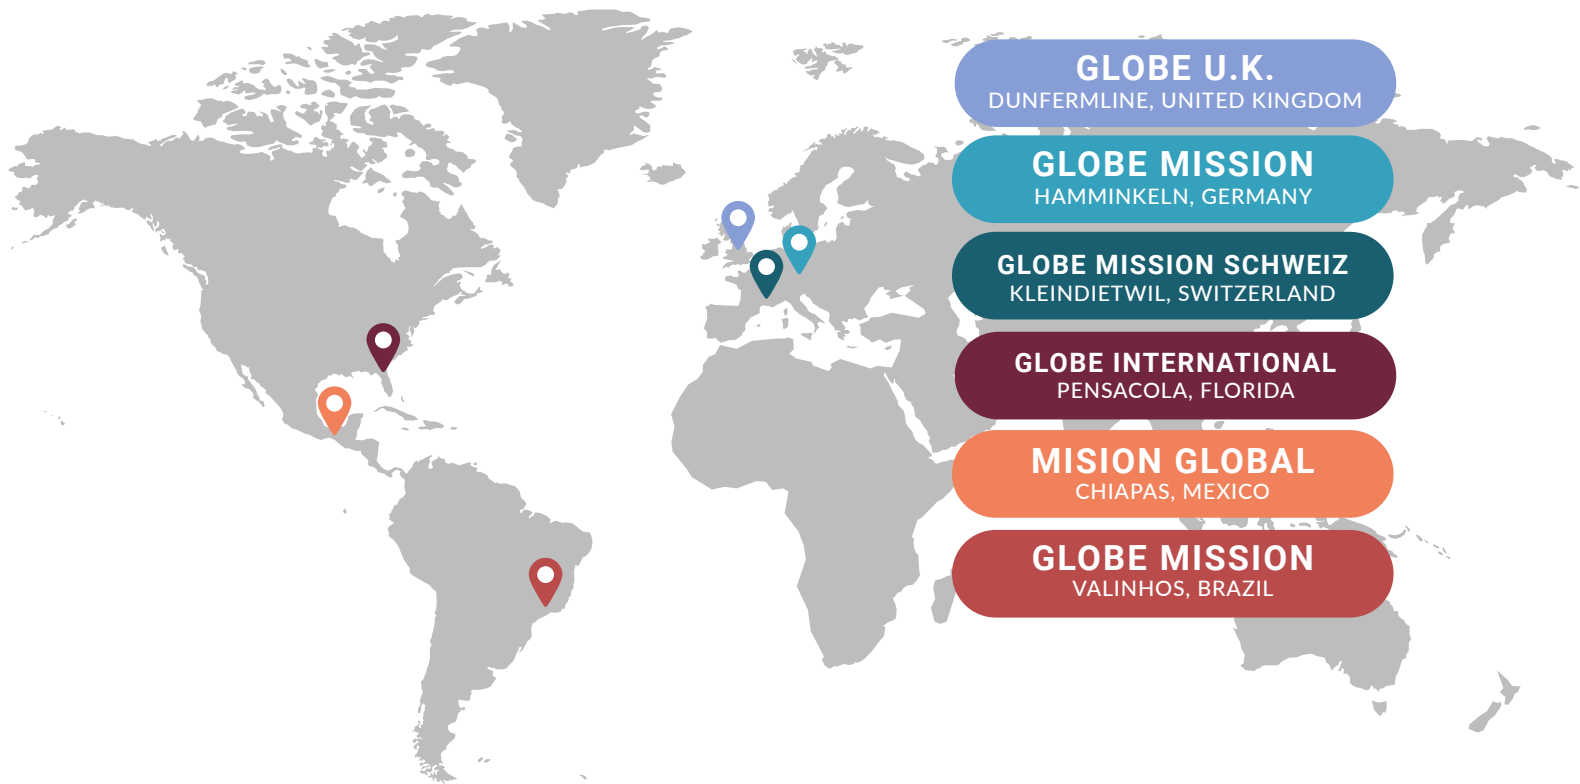 GLOBE U.K.
DUNFERMLINE, UNITED KINGDOM
GLOBE MISSION
HAMMINKELN, GERMANY
GLOBE MISSION SCHWEIZ
KLEINDIETWIL, SWITZERLAND
GLOBE INTERNATIONAL
PENSACOLA, FLORIDA
MISION GLOBAL
CHIAPAS, MEXICO
GLOBE MISSION
VALINHOS, BRAZIL